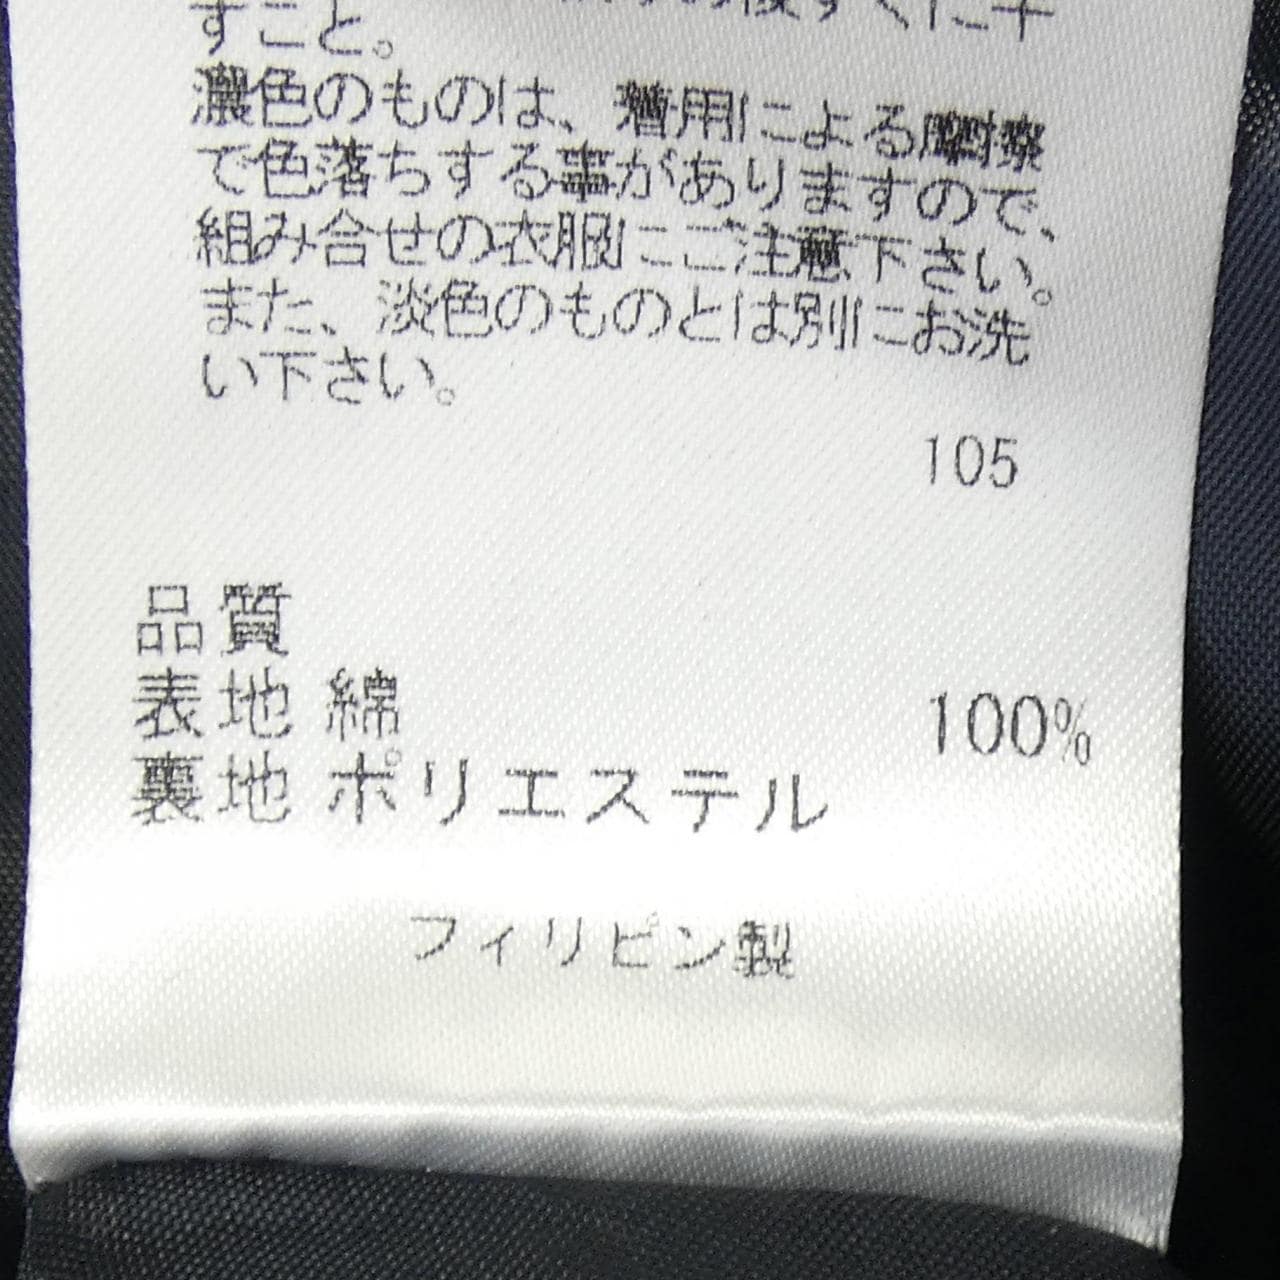 すぐに干
すこと。
濃色のものは、着用による摩擦
で色落ちする事がありますので、
組み合せの衣服にご注意下さい。
また、淡色のものとは別にお洗
い下さい。
105
品質
表地 綿 100%
裏地 ポリエステル
フィリピン製